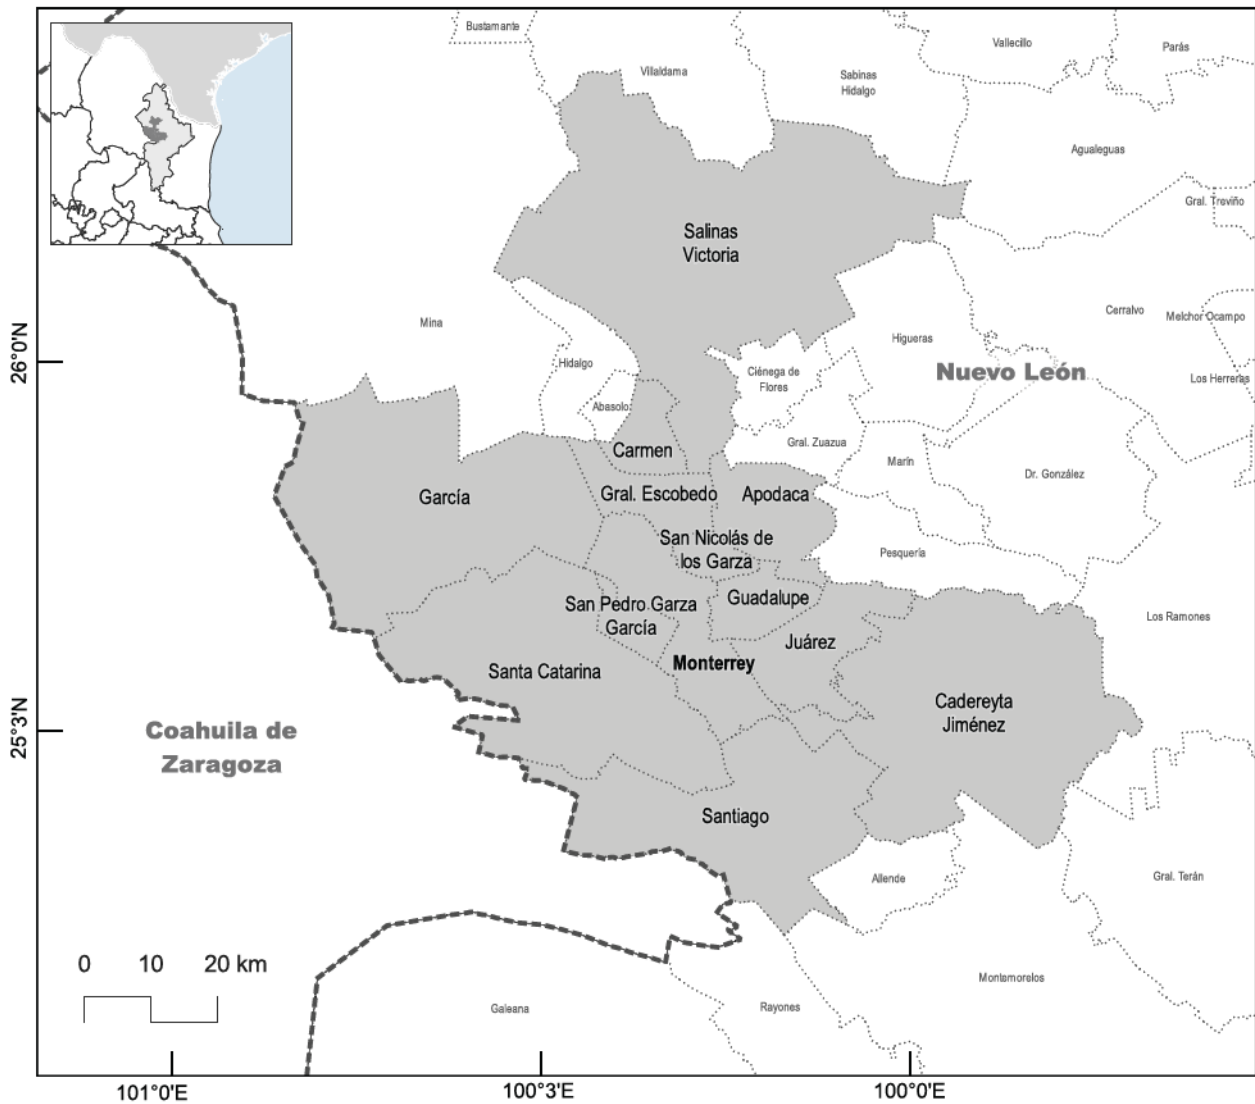 Bustamante
Vallecillo
Parás
Villaldama
Sabinas
Hidalgo
Agualeguas
Gral. Treviño
Salinas
Victoria
Mina
Cerralvo
Melchor Ocampo
Higueras
26°0'N
Hidalgo
Ciénega de
Flores
Nuevo León
Los Herreras
Abasolo
Carmen
Gral. Zuazua
Marín
Dr. González
García
Gral. Escobedo
Apodaca
San Nicolás de
los Garza
Pesquería
Guadalupe
San Pedro Garza
García
Los Ramones
Juárez
Monterrey
Santa Catarina
Cadereyta
Jiménez
25°3'N
Coahuila de
Zaragoza
Santiago
Allende
Gral. Terán
0 10 20 km
Montemorelos
Galeana
Rayones
101°0'E
100°3'E
100°0'E